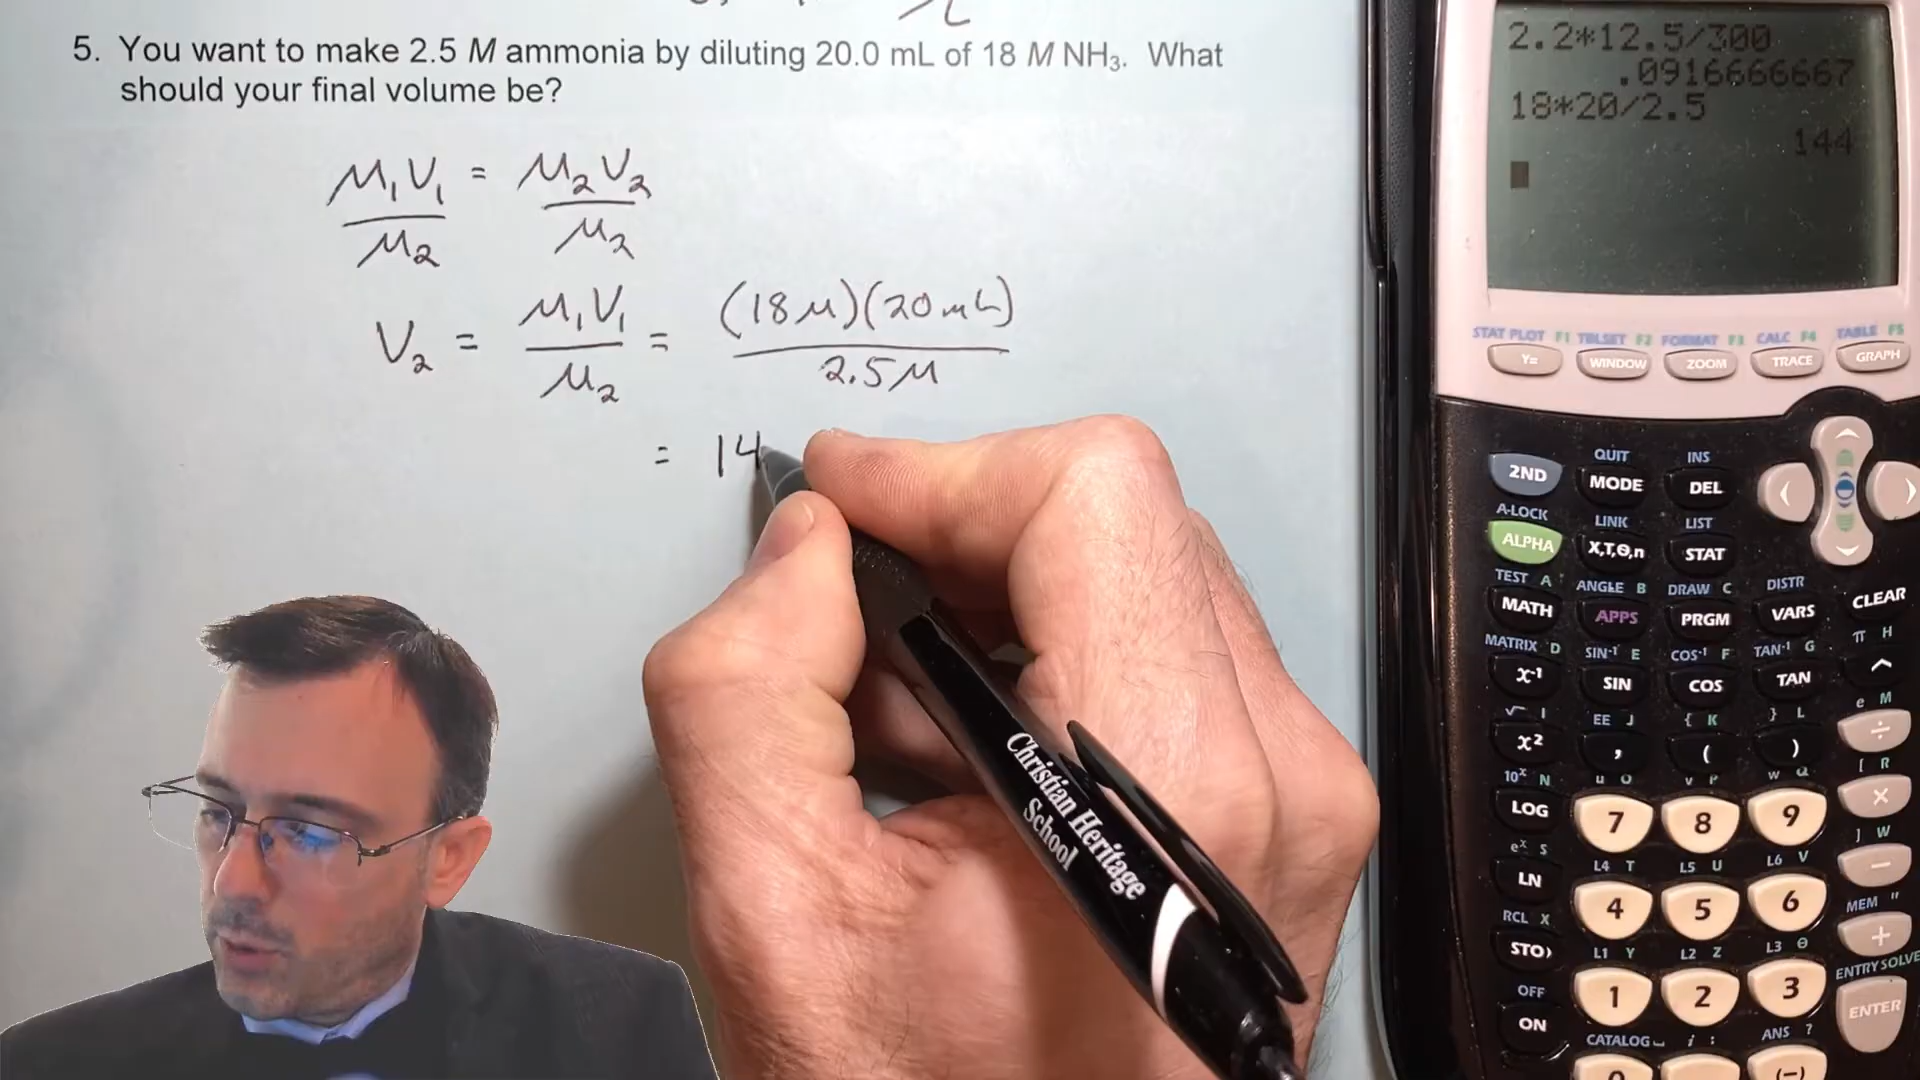 5. You want to make 2.5 M ammonia by diluting 20.0 mL of 18 M NH₃. What
should your final volume be?
M₁V₁ = M₂V₂
M₂ M₂
V₂ = M₁V₁ = (18M)(20mL)
M₂ 2.5M
= 14
Christian Heritage
School
2.2*12.5/300
.0916666667
18*20/2.5
144
STAT PLOT F1 TBLSET F2 FORMAT F3 CALC F4 TABLE F5
Y= WINDOW ZOOM TRACE GRAPH
QUIT INS
2ND MODE DEL
A-LOCK LINK LIST
ALPHA X,T,θ,n STAT
TEST A ANGLE B DRAW C DISTR
MATH APPS PRGM VARS CLEAR
MATRIX D SIN⁻¹ E COS⁻¹ F TAN⁻¹ G π H
x⁻¹ SIN COS TAN ^
√ I EE J { K } L e M
x² , ( ) ÷
10ˣ N u O v P w Q [ R
LOG 7 8 9 ×
eˣ S L4 T L5 U L6 V ] W
LN 4 5 6 −
RCL X L1 Y L2 Z L3 θ MEM "
STO› 1 2 3 +
OFF CATALOG i : ANS ? ENTRY SOLVE
ON 0 (−) ENTER